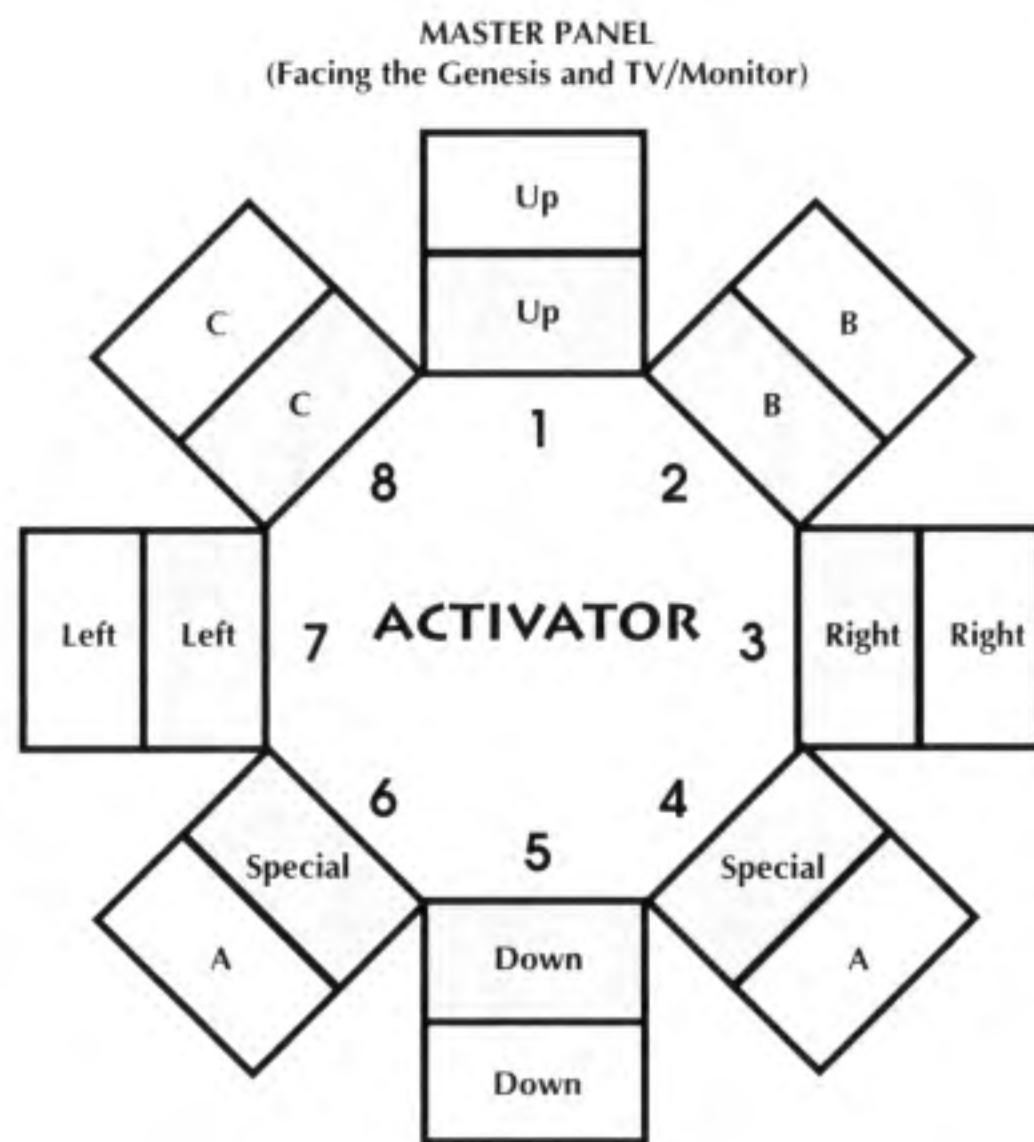 MASTER PANEL
(Facing the Genesis and TV/Monitor)
Up
Up
C
C
B
B
1
8
2
Left
Left
7
ACTIVATOR
3
Right
Right
6
4
5
Special
A
Special
A
Down
Down